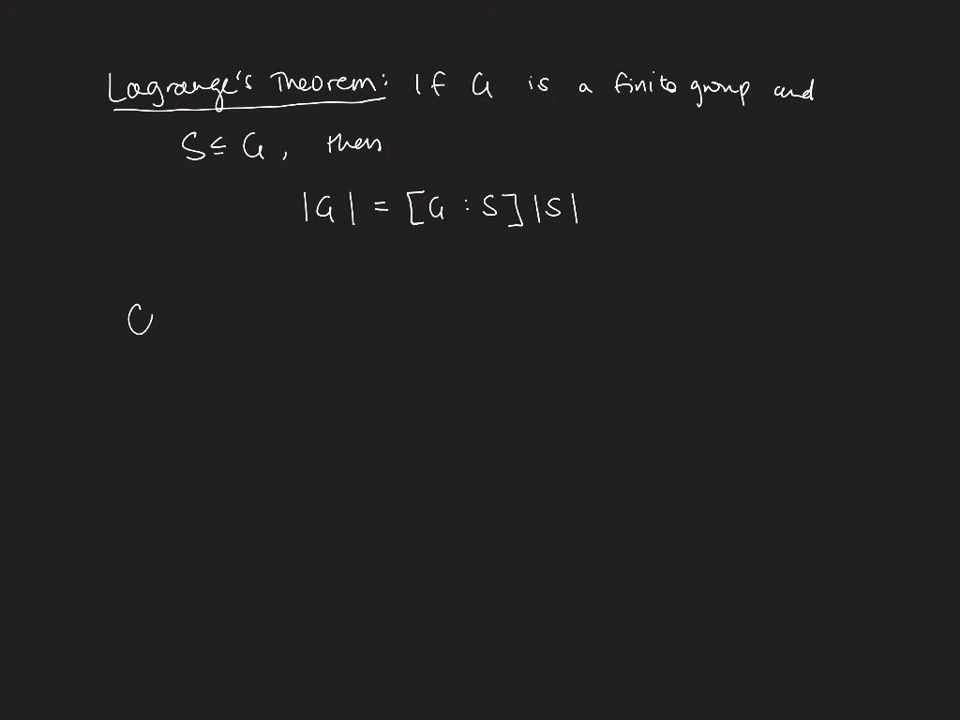 Lagrange's Theorem: If G is a finite group and
S ≤ G, then
|G| = [G : S] |S|
C